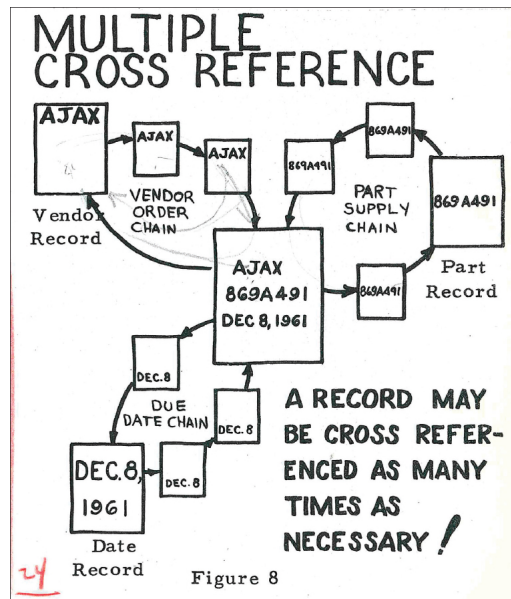 MULTIPLE
CROSS REFERENCE
AJAX
AJAX
AJAX
869A491
869A491
869A491
Vendor
Record
VENDOR
ORDER
CHAIN
PART
SUPPLY
CHAIN
AJAX
869A491
DEC 8, 1961
869A491
Part
Record
DEC. 8
DUE
DATE CHAIN
DEC. 8
DEC. 8
DEC. 8,
1961
Date
Record
A RECORD MAY
BE CROSS REFER-
ENCED AS MANY
TIMES AS
NECESSARY!
24
Figure 8